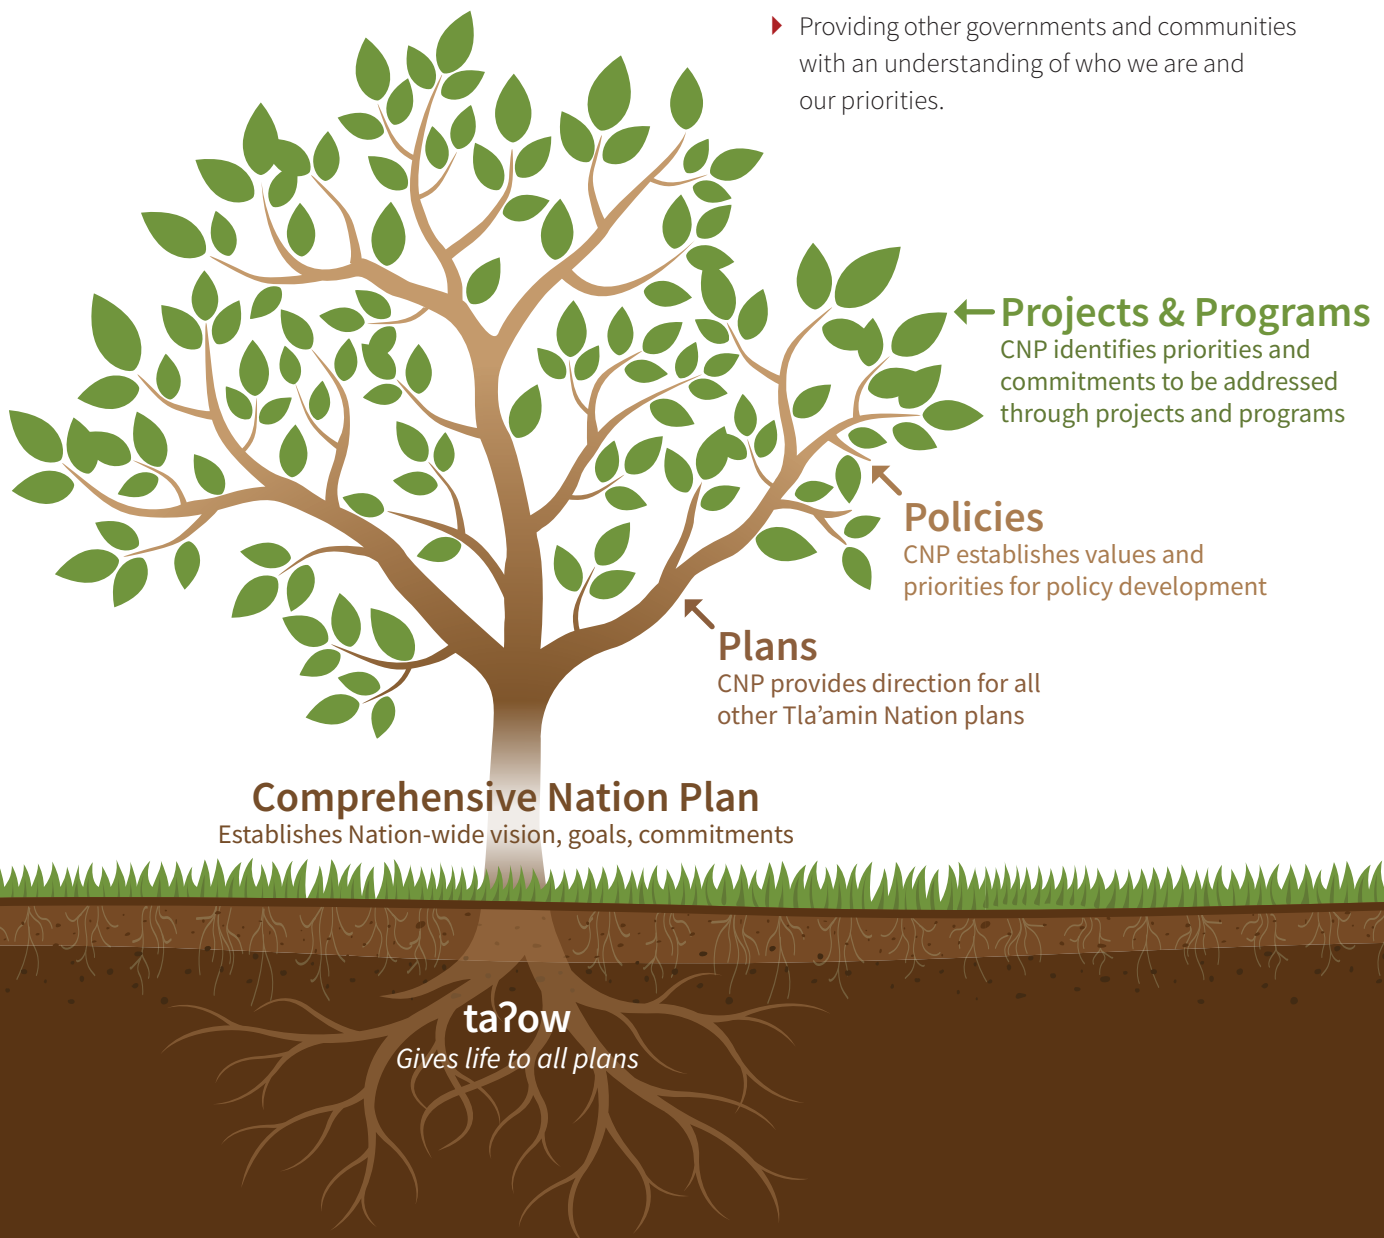 Providing other governments and communities
with an understanding of who we are and
our priorities.
Projects & Programs
CNP identifies priorities and
commitments to be addressed
through projects and programs
Policies
CNP establishes values and
priorities for policy development
Plans
CNP provides direction for all
other Tla’amin Nation plans
Comprehensive Nation Plan
Establishes Nation-wide vision, goals, commitments
taʔow
Gives life to all plans